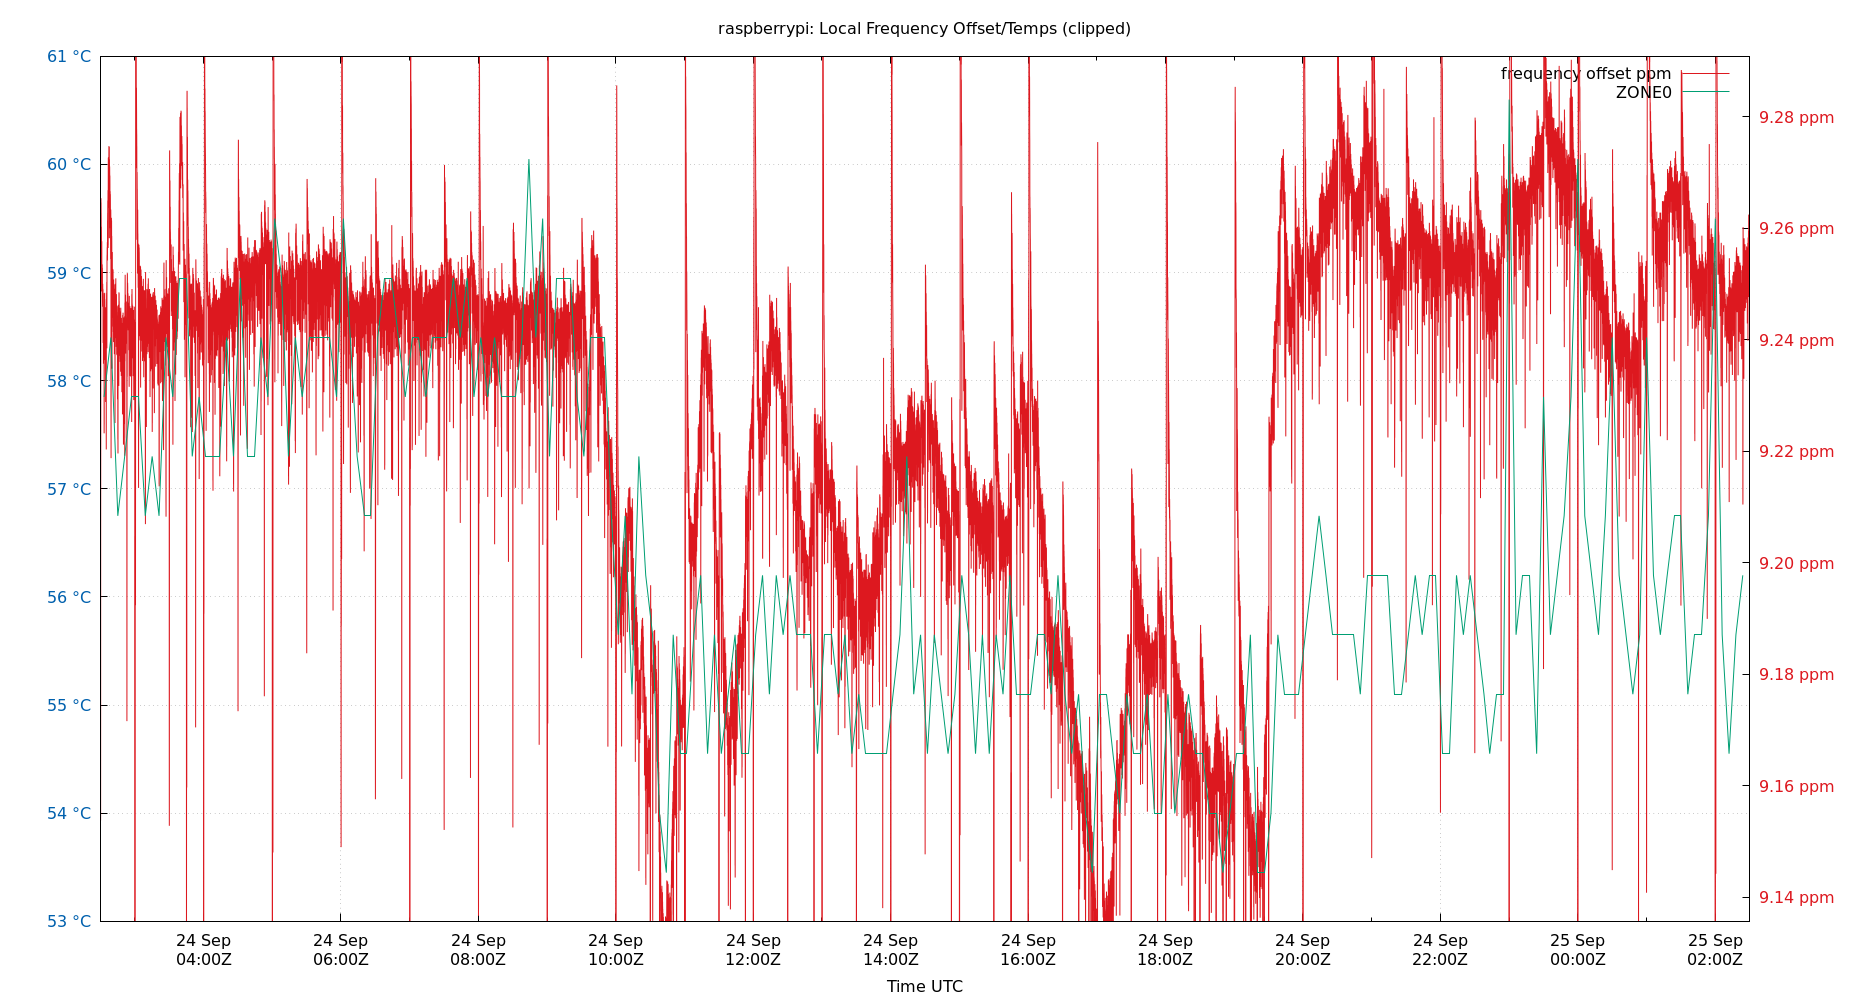 raspberrypi: Local Frequency Offset/Temps (clipped)
frequency offset ppm
ZONE0
61 °C
60 °C
59 °C
58 °C
57 °C
56 °C
55 °C
54 °C
53 °C
9.28 ppm
9.26 ppm
9.24 ppm
9.22 ppm
9.20 ppm
9.18 ppm
9.16 ppm
9.14 ppm
24 Sep
04:00Z
24 Sep
06:00Z
24 Sep
08:00Z
24 Sep
10:00Z
24 Sep
12:00Z
24 Sep
14:00Z
24 Sep
16:00Z
24 Sep
18:00Z
24 Sep
20:00Z
24 Sep
22:00Z
25 Sep
00:00Z
25 Sep
02:00Z
Time UTC